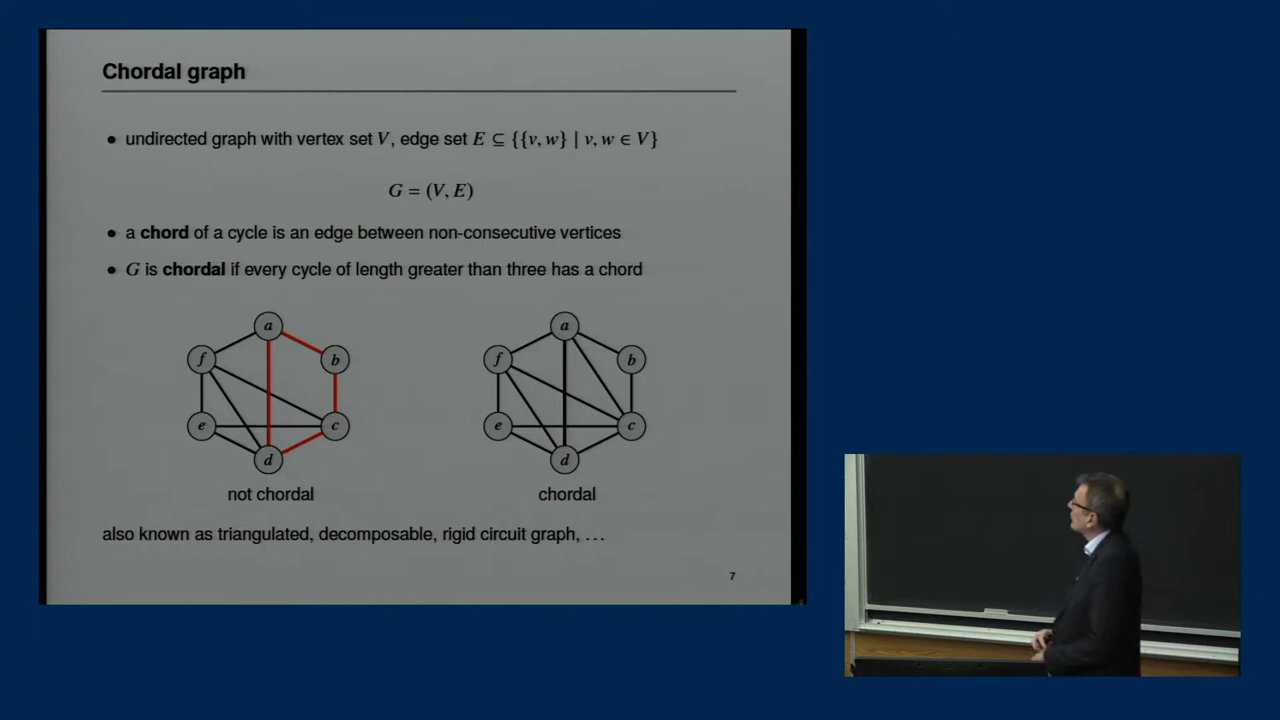 Chordal graph
• undirected graph with vertex set V, edge set E ⊆ {{v, w} | v, w ∈ V}
G = (V, E)
• a chord of a cycle is an edge between non-consecutive vertices
• G is chordal if every cycle of length greater than three has a chord
a a
f b f b
e c e c
d d
not chordal chordal
also known as triangulated, decomposable, rigid circuit graph, …
7